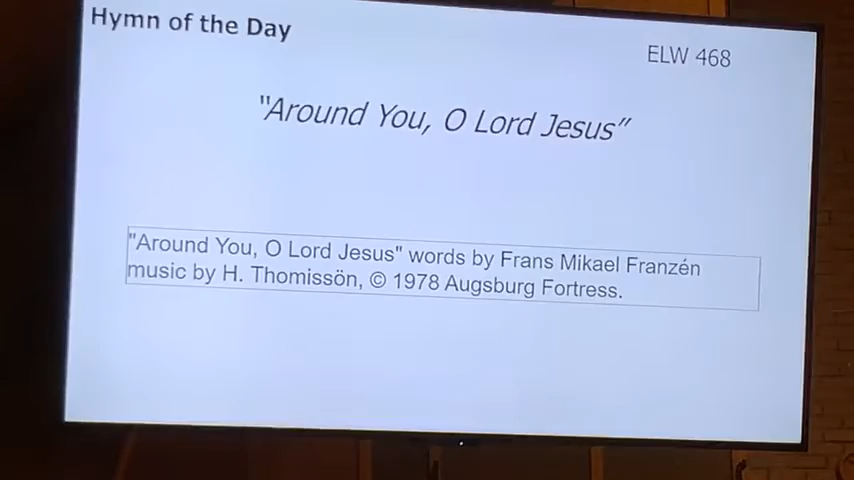 Hymn of the Day
ELW 468
"Around You, O Lord Jesus"
"Around You, O Lord Jesus" words by Frans Mikael Franzén
music by H. Thomissön, © 1978 Augsburg Fortress.